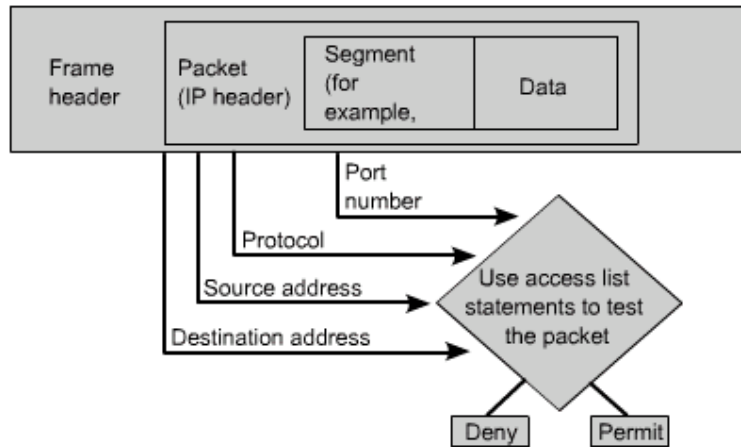 Frame
header
Packet
(IP header)
Segment
(for
example,
Data
Port
number
Protocol
Source address
Destination address
Use access list
statements to test
the packet
Deny
Permit